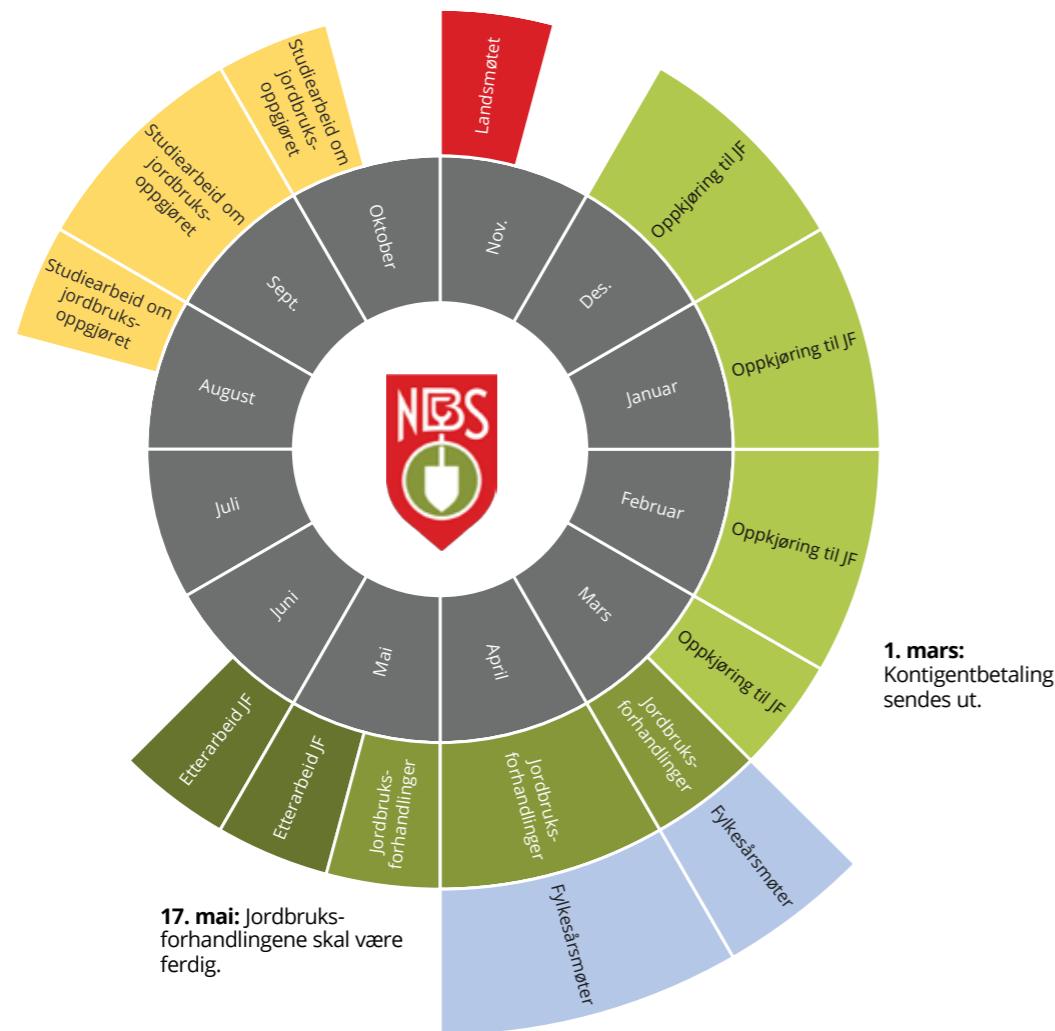 Landsmøtet
Oppkjøring til JF
Oppkjøring til JF
Oppkjøring til JF
Oppkjøring til JF
Jordbruks-
forhandlinger
Fylkesårsmøter
Jordbruks-
forhandlinger
Fylkesårsmøter
Jordbruks-
forhandlinger
Etterarbeid JF
Etterarbeid JF
Studiearbeid om
jordbruks-
oppgjøret
Studiearbeid om
jordbruks-
oppgjøret
Studiearbeid om
jordbruks-
oppgjøret
Nov.
Des.
Januar
Februar
Mars
April
Mai
Juni
Juli
August
Sept.
Oktober
NBS
1. mars:
Kontigentbetaling
sendes ut.
17. mai: Jordbruks-
forhandlingene skal være
ferdig.